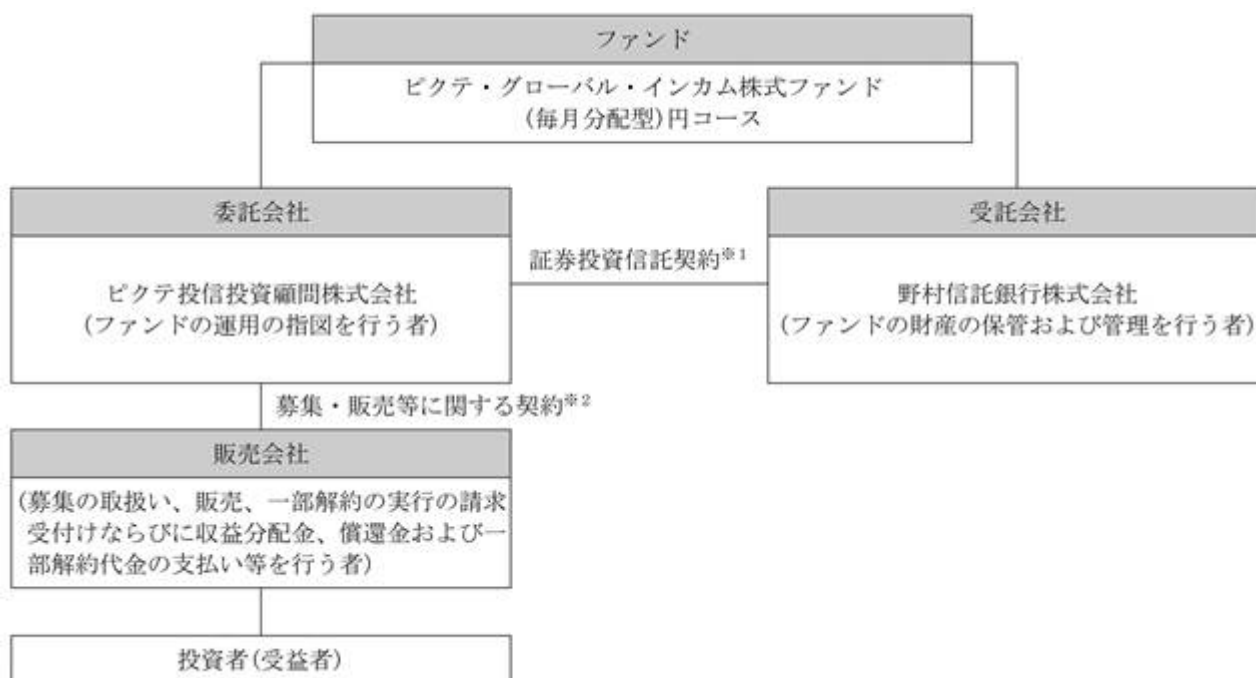 ファンド
ピクテ・グローバル・インカム株式ファンド
(毎月分配型)円コース
委託会社
ピクテ投信投資顧問株式会社
(ファンドの運用の指図を行う者)
証券投資信託契約※1
受託会社
野村信託銀行株式会社
(ファンドの財産の保管および管理を行う者)
募集・販売等に関する契約※2
販売会社
(募集の取扱い、販売、一部解約の実行の請求
受付けならびに収益分配金、償還金および一
部解約代金の支払い等を行う者)
投資者(受益者)